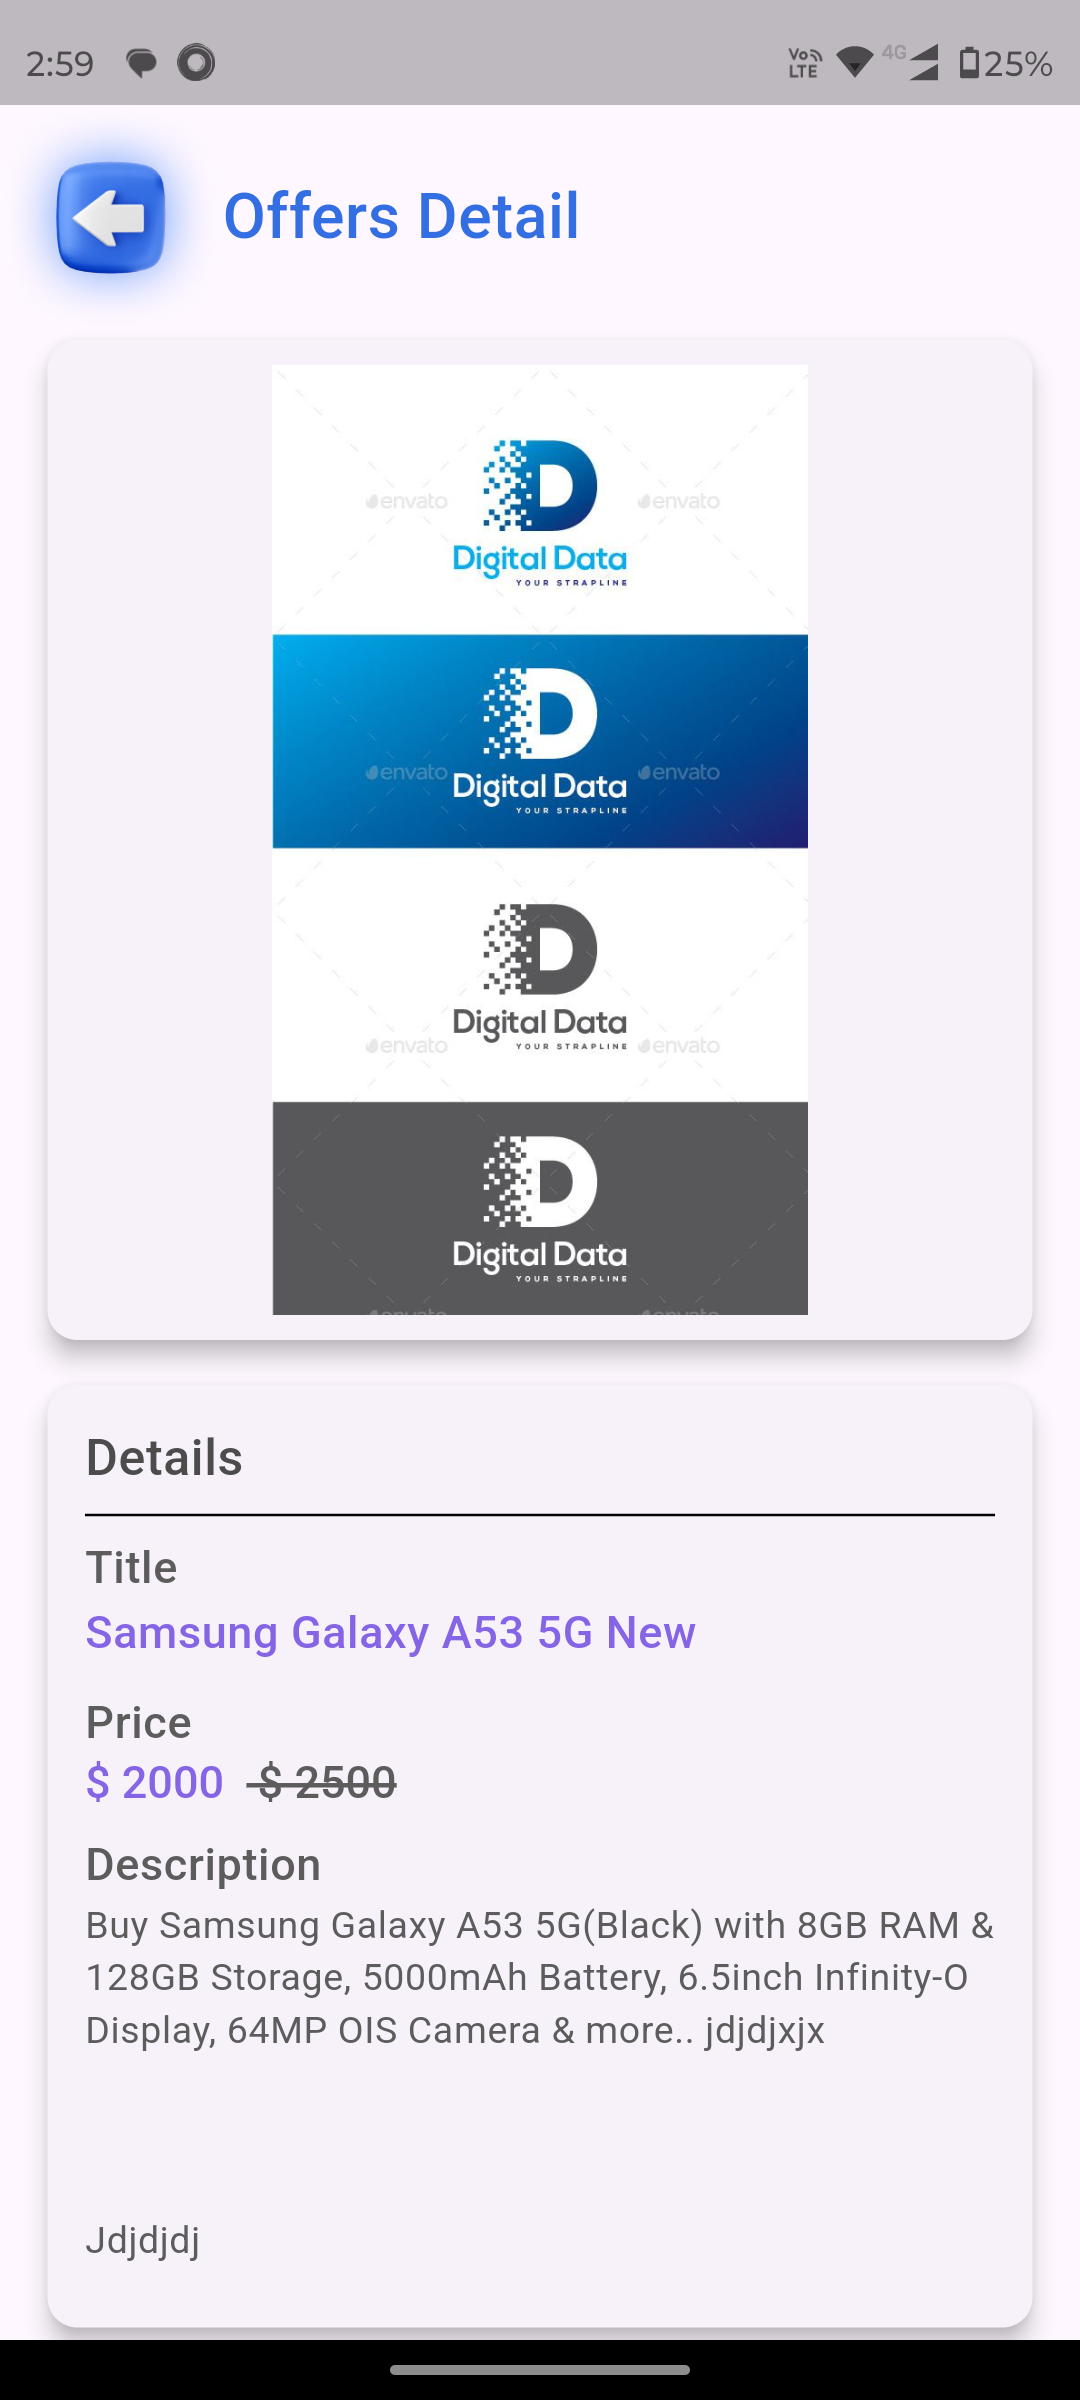 2:59
Vo LTE
4G
25%
Offers Detail
envato envato
Digital Data
YOUR STRAPLINE
envato envato
Digital Data
YOUR STRAPLINE
Digital Data
envato envato
YOUR STRAPLINE
Digital Data
YOUR STRAPLINE
envato envato
Details
Title
Samsung Galaxy A53 5G New
Price
$ 2000 $ 2500
Description
Buy Samsung Galaxy A53 5G(Black) with 8GB RAM &
128GB Storage, 5000mAh Battery, 6.5inch Infinity-O
Display, 64MP OIS Camera & more.. jdjdjxjx
Jdjdjdj